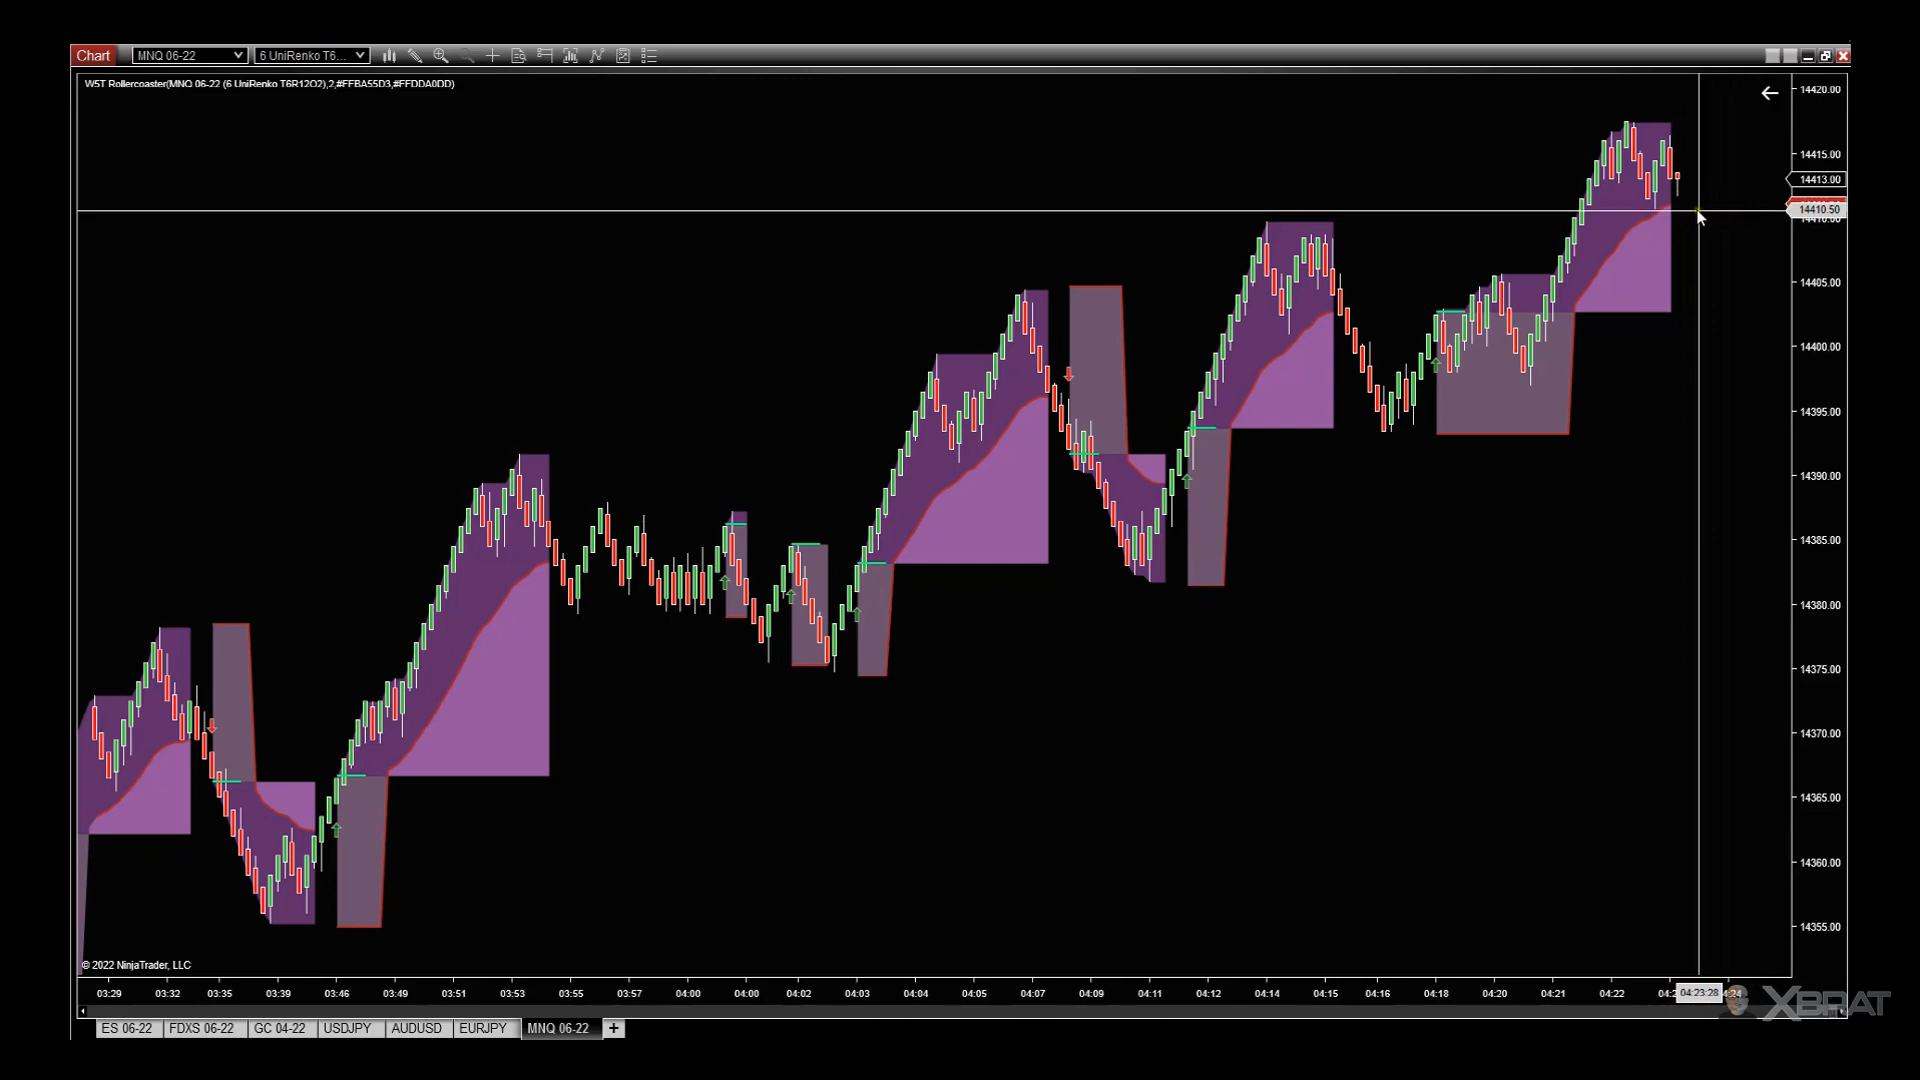 Chart MNQ 06-22 6 UniRenko T6...
W5T Rollercoaster(MNQ 06-22 (6 UniRenko T6R12O2),2,#FFBA55D3,#FFDDA0DD)
14420.00
14415.00
14413.00
14410.50
14405.00
14400.00
14395.00
14390.00
14385.00
14380.00
14375.00
14370.00
14365.00
14360.00
14355.00
© 2022 NinjaTrader, LLC
03:29 03:32 03:35 03:39 03:46 03:49 03:51 03:53 03:55 03:57 04:00 04:00 04:02 04:03 04:04 04:05 04:07 04:09 04:11 04:12 04:14 04:15 04:16 04:18 04:20 04:21 04:22 04:23:28
XBRAT
ES 06-22 FDXS 06-22 GC 04-22 USDJPY AUDUSD EURJPY MNQ 06-22 +